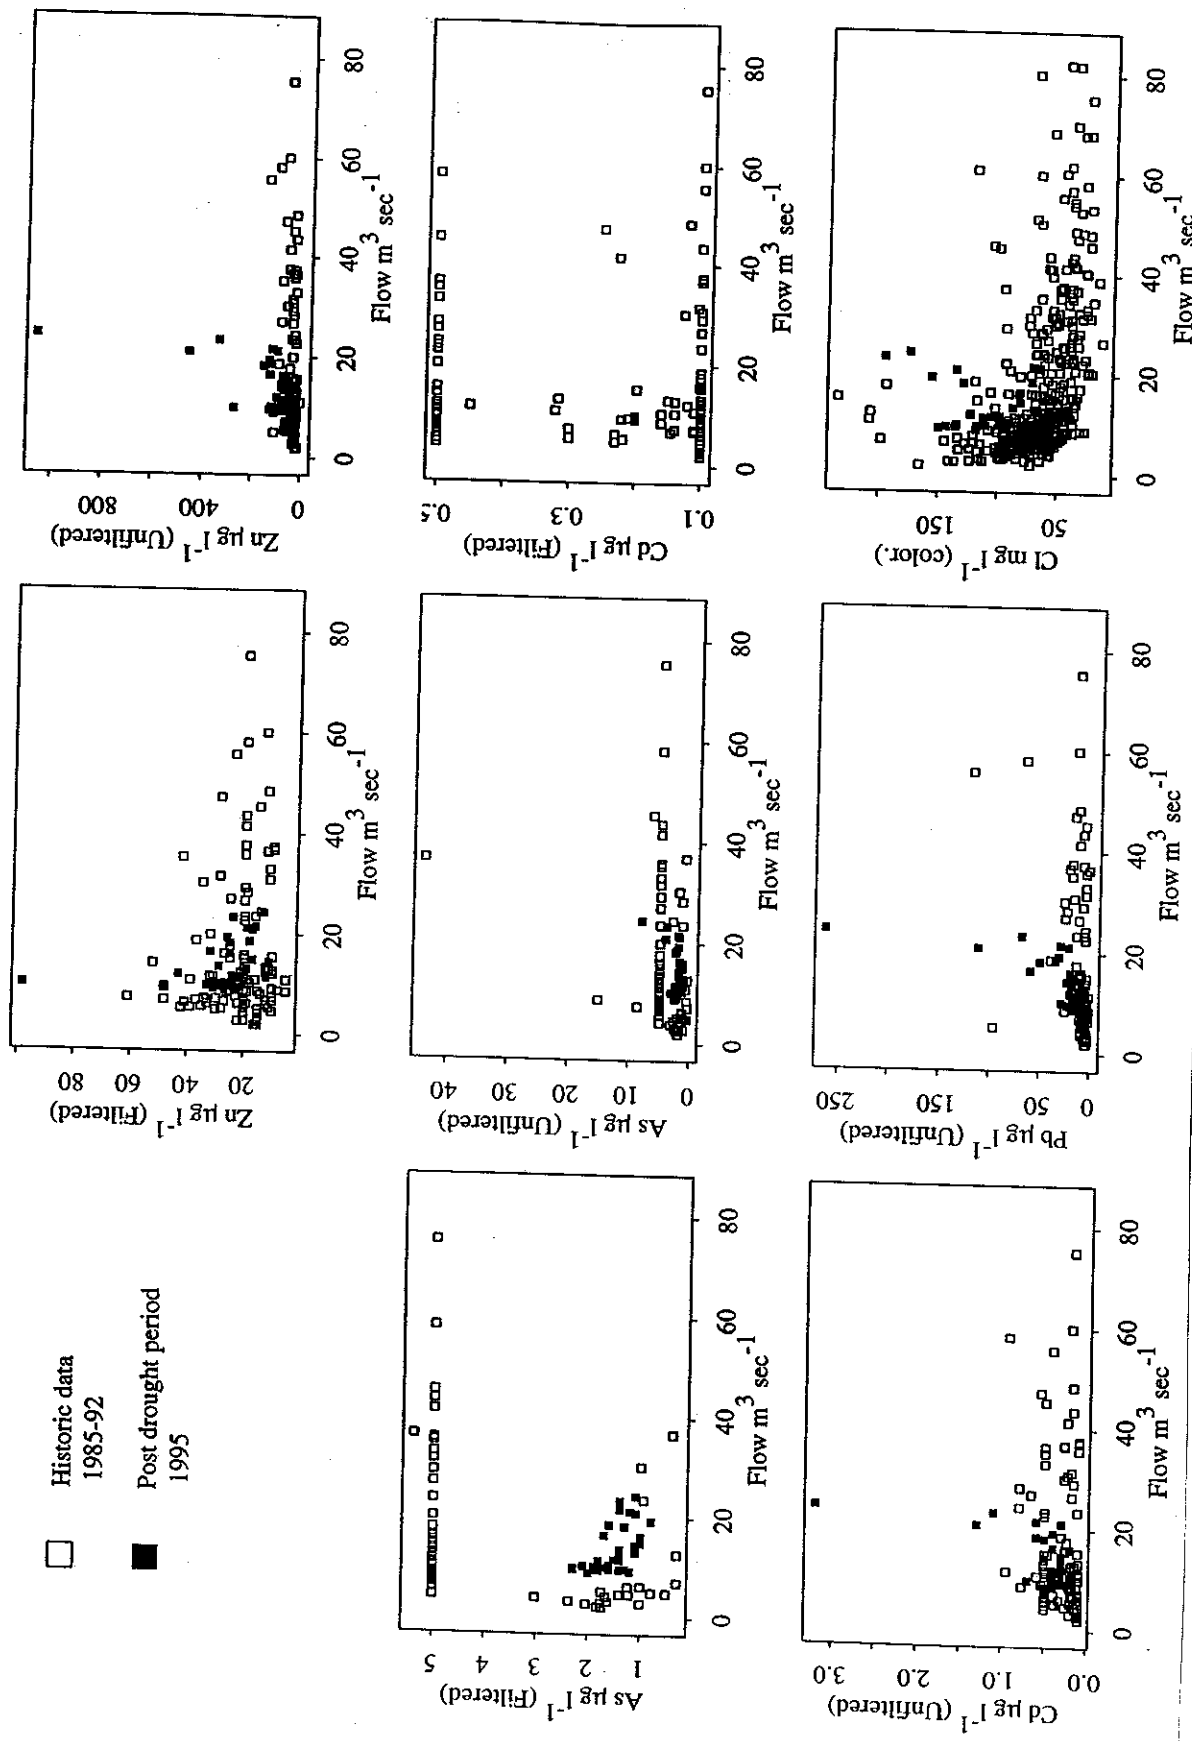 Historic data
1985-92
Post drought period
1995
Zn µg l⁻¹ (Filtered)
80
60
40
20
0 20 40 60 80
Flow m³ sec⁻¹
Zn µg l⁻¹ (Unfiltered)
800
400
0
0 20 40 60 80
Flow m³ sec⁻¹
As µg l⁻¹ (Filtered)
5
4
3
2
1
0 20 40 60 80
Flow m³ sec⁻¹
As µg l⁻¹ (Unfiltered)
40
30
20
10
0
0 20 40 60 80
Flow m³ sec⁻¹
Cd µg l⁻¹ (Filtered)
0.5
0.3
0.1
0 20 40 60 80
Flow m³ sec⁻¹
Cd µg l⁻¹ (Unfiltered)
3.0
2.0
1.0
0.0
0 20 40 60 80
Flow m³ sec⁻¹
Pb µg l⁻¹ (Unfiltered)
250
150
50
0
0 20 40 60 80
Flow m³ sec⁻¹
Cl mg l⁻¹ (color.)
150
50
0 20 40 60 80
Flow m³ sec⁻¹